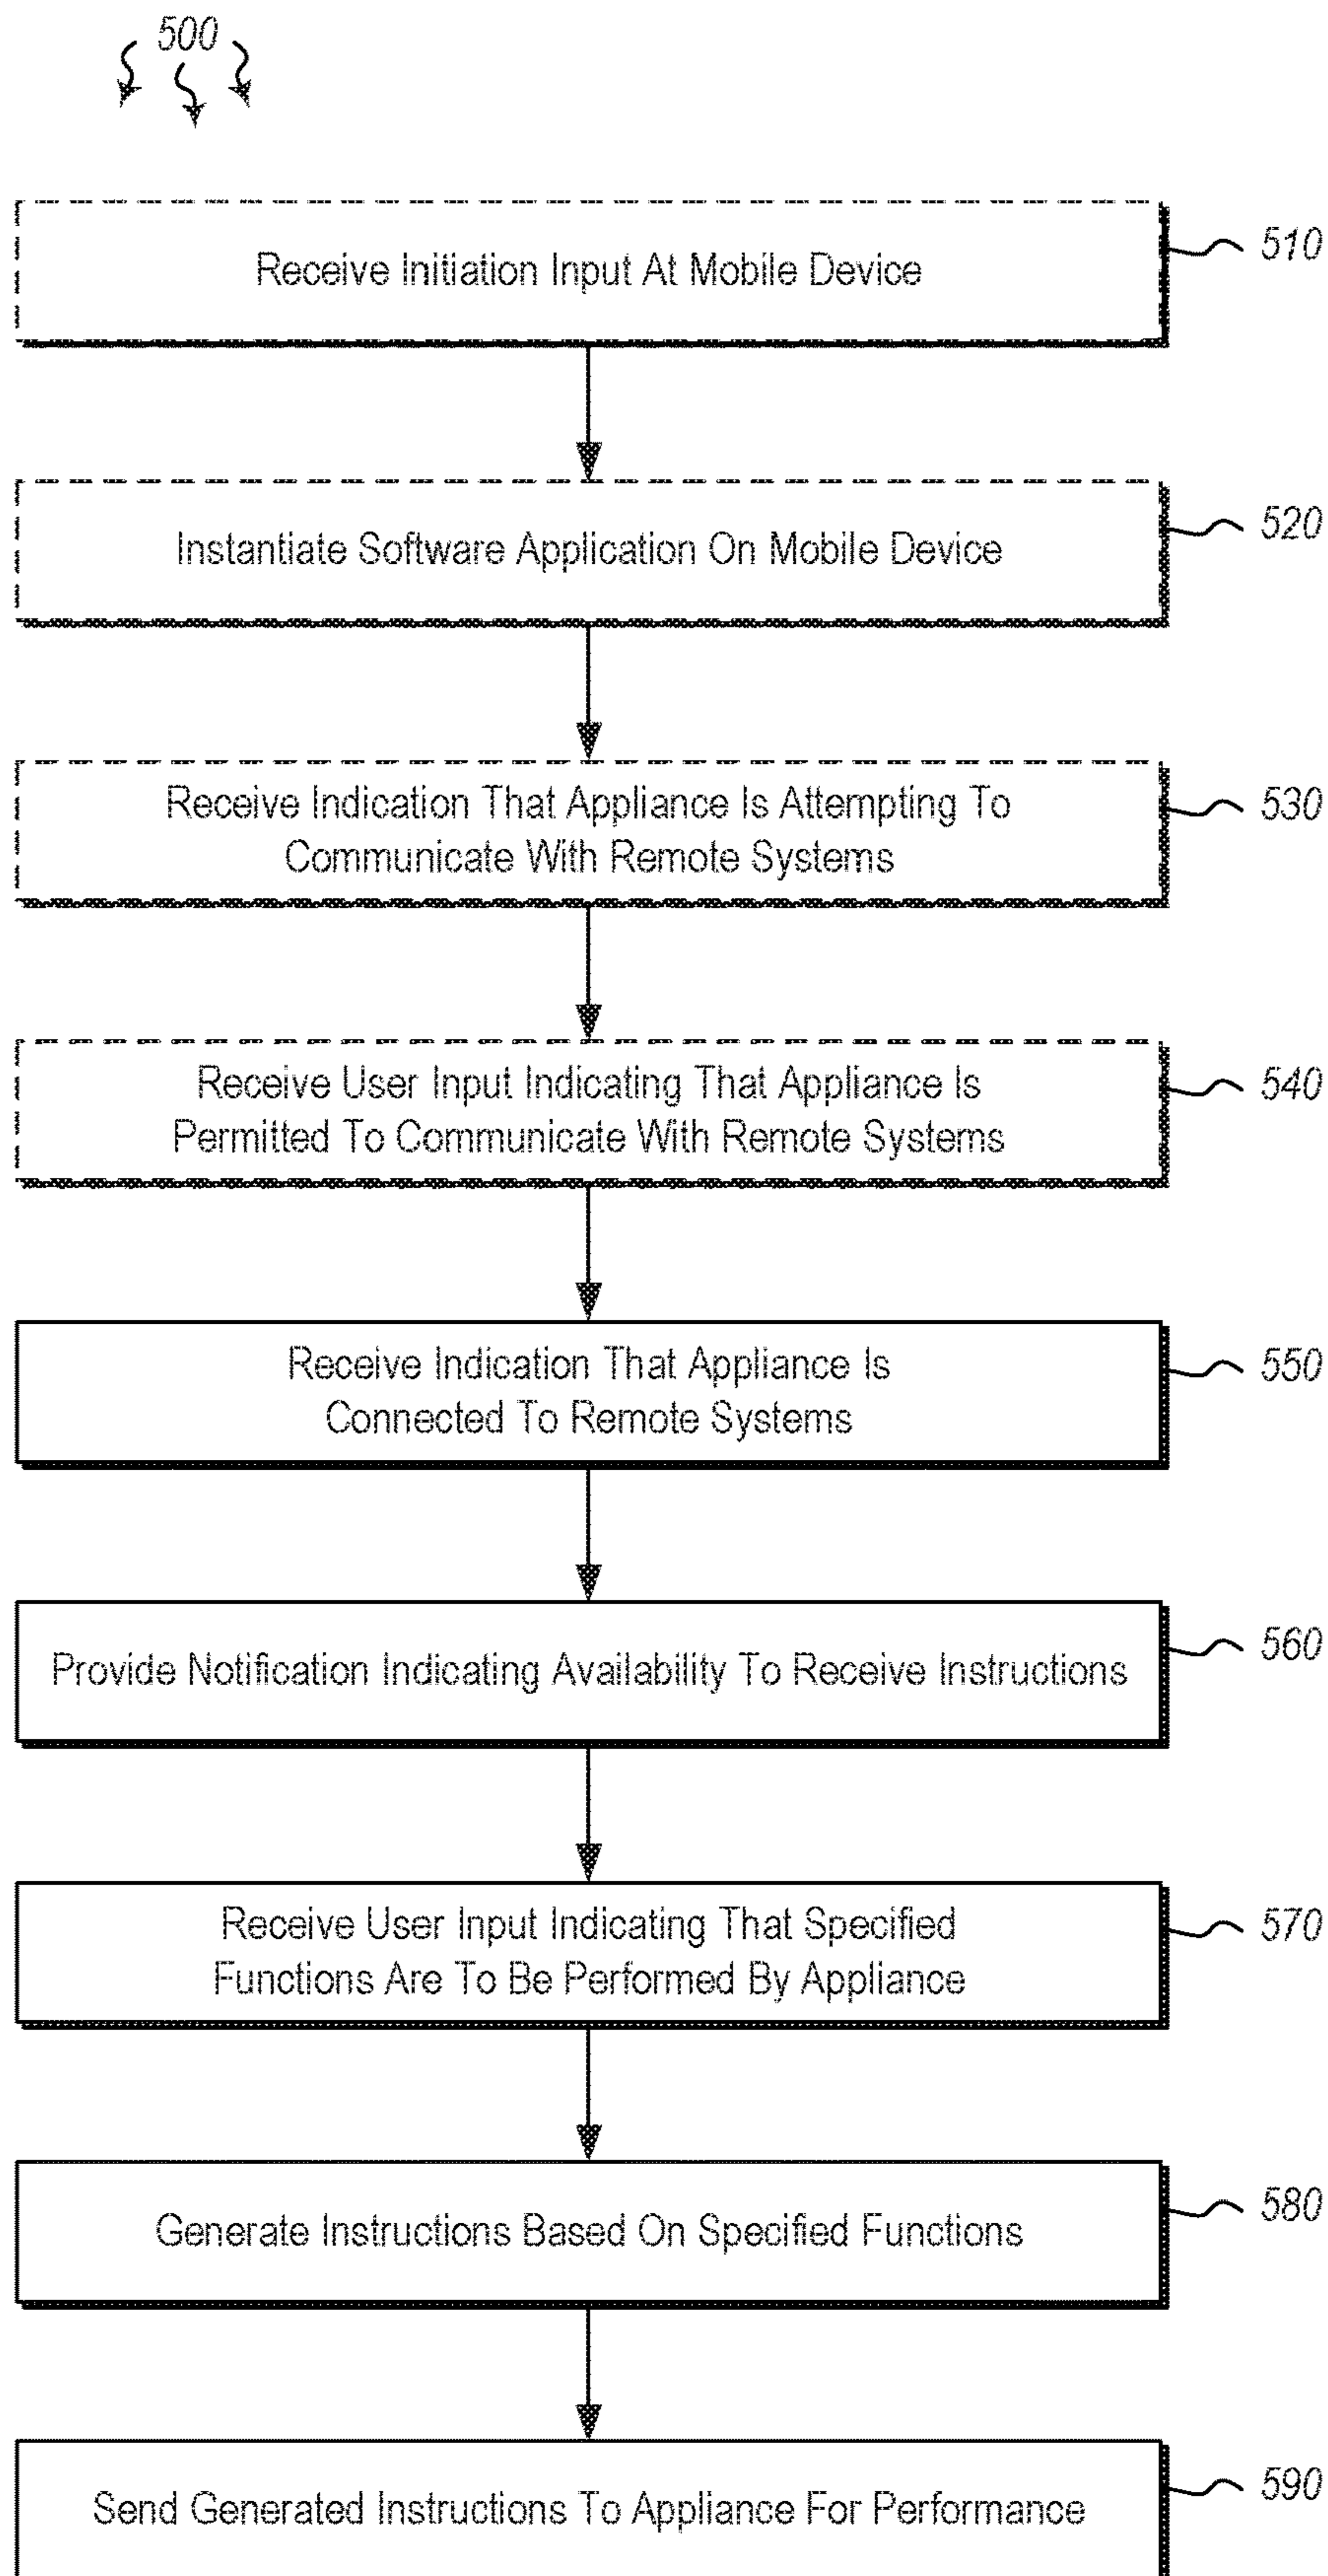 500
Receive Initiation Input At Mobile Device
510
Instantiate Software Application On Mobile Device
520
Receive Indication That Appliance Is Attempting To
Communicate With Remote Systems
530
Receive User Input Indicating That Appliance Is
Permitted To Communicate With Remote Systems
540
Receive Indication That Appliance Is
Connected To Remote Systems
550
Provide Notification Indicating Availability To Receive Instructions
560
Receive User Input Indicating That Specified
Functions Are To Be Performed By Appliance
570
Generate Instructions Based On Specified Functions
580
Send Generated Instructions To Appliance For Performance
590